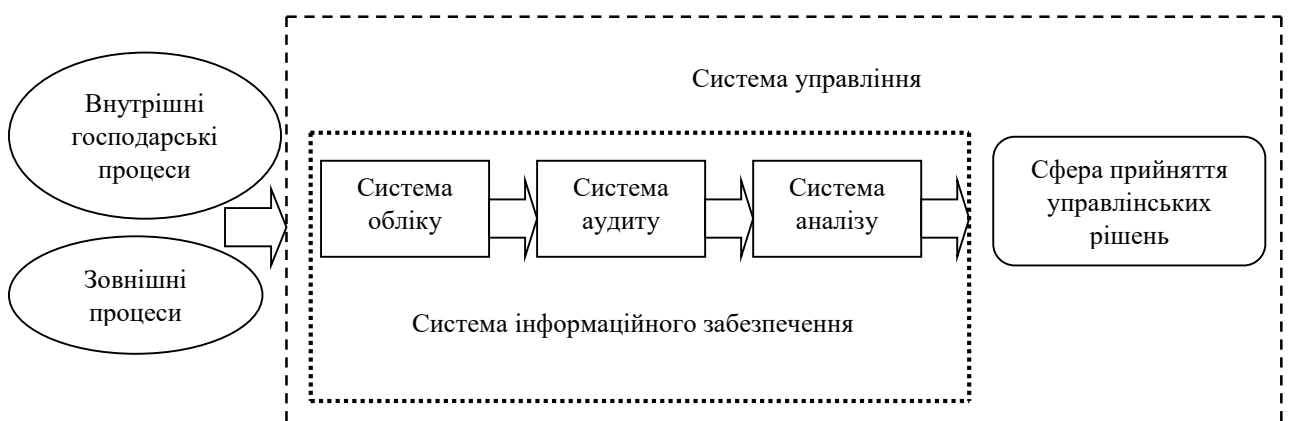 Система управління
Внутрішні
господарські
процеси
Зовнішні
процеси
Система
обліку
Система
аудиту
Система
аналізу
Сфера прийняття
управлінських
рішень
Система інформаційного забезпечення